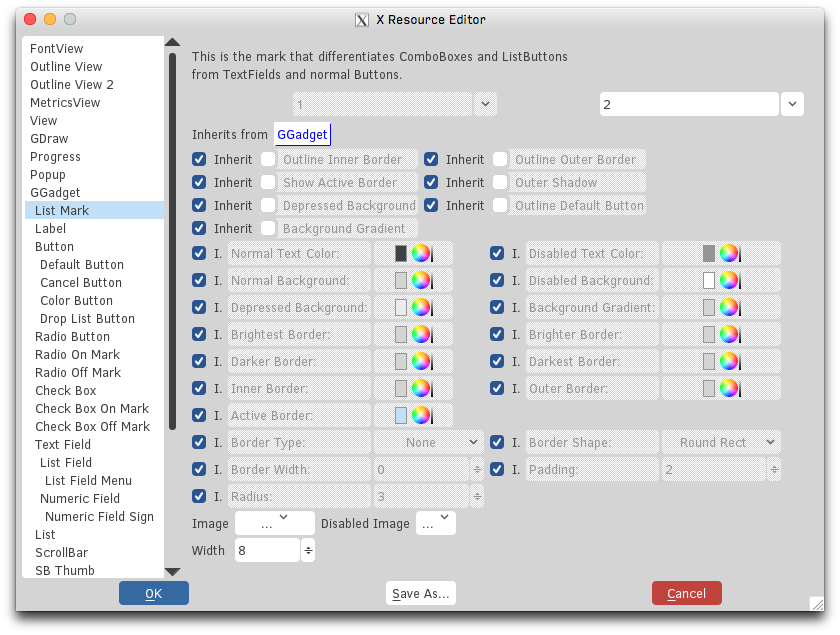 X Resource Editor
FontView
Outline View
Outline View 2
MetricsView
View
GDraw
Progress
Popup
GGadget
List Mark
Label
Button
Default Button
Cancel Button
Color Button
Drop List Button
Radio Button
Radio On Mark
Radio Off Mark
Check Box
Check Box On Mark
Check Box Off Mark
Text Field
List Field
List Field Menu
Numeric Field
Numeric Field Sign
List
ScrollBar
SB Thumb
This is the mark that differentiates ComboBoxes and ListButtons
from TextFields and normal Buttons.
1 2
Inherits from GGadget
Inherit Outline Inner Border Inherit Outline Outer Border
Inherit Show Active Border Inherit Outer Shadow
Inherit Depressed Background Inherit Outline Default Button
Inherit Background Gradient
I. Normal Text Color: I. Disabled Text Color:
I. Normal Background: I. Disabled Background:
I. Depressed Background: I. Background Gradient:
I. Brightest Border: I. Brighter Border:
I. Darker Border: I. Darkest Border:
I. Inner Border: I. Outer Border:
I. Active Border:
I. Border Type: None I. Border Shape: Round Rect
I. Border Width: 0 I. Padding: 2
I. Radius: 3
Image ... Disabled Image ...
Width 8
OK Save As... Cancel